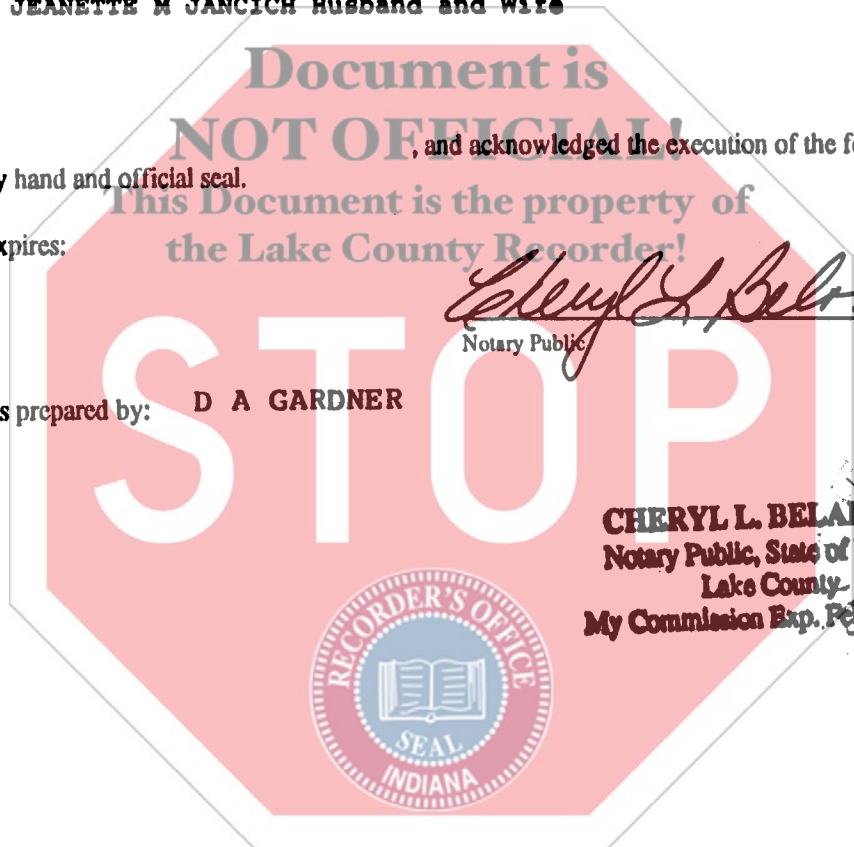 JEANETTE M JANCICH Husband and Wife
Document is
NOT OFFICIAL!
, and acknowledged the execution of the
hand and official seal.
This Document is the property of
the Lake County Recorder!
Notary Public
prepared by: D A GARDNER
STOP
CHERYL L.
Notary Public, State of
Lake County
My Commission Exp.
RECORDER'S OFFICE
SEAL
INDIANA